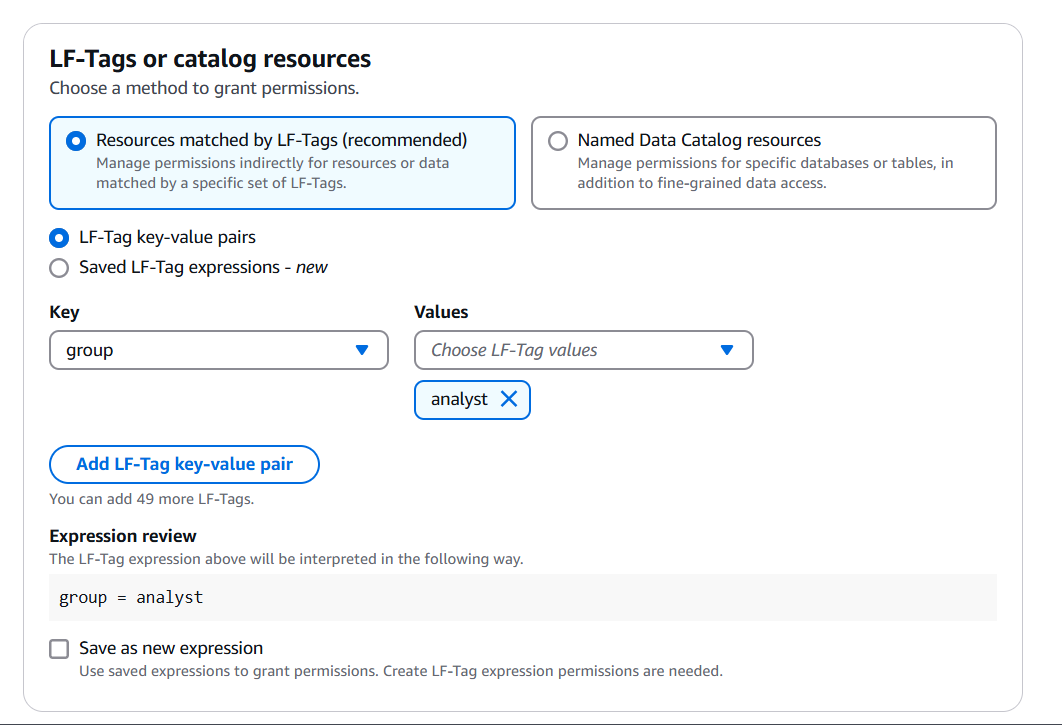 LF-Tags or catalog resources
Choose a method to grant permissions.
Resources matched by LF-Tags (recommended)
Manage permissions indirectly for resources or data
matched by a specific set of LF-Tags.
Named Data Catalog resources
Manage permissions for specific databases or tables, in
addition to fine-grained data access.
LF-Tag key-value pairs
Saved LF-Tag expressions - new
Key
group
Values
Choose LF-Tag values
analyst
Add LF-Tag key-value pair
You can add 49 more LF-Tags.
Expression review
The LF-Tag expression above will be interpreted in the following way.
group = analyst
Save as new expression
Use saved expressions to grant permissions. Create LF-Tag expression permissions are needed.